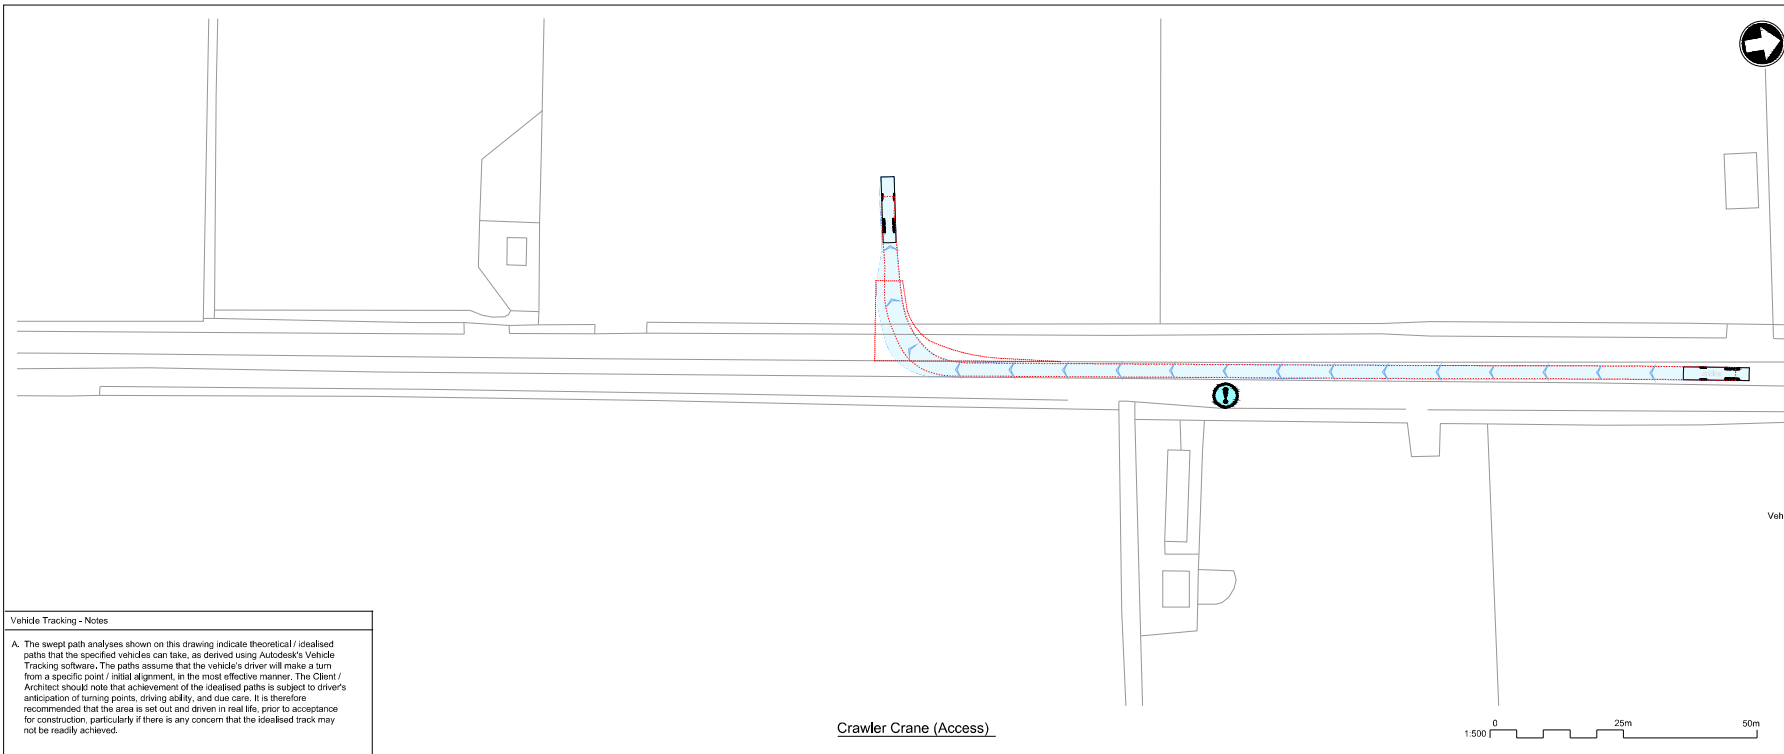 Veh
Vehicle Tracking - Notes
A. The swept path analyses shown on this drawing indicate theoretical / idealised
paths that the specified vehicles can take, as derived using Autodesk's Vehicle
Tracking software. The paths assume that the vehicle's driver will make a turn
from a specific point / initial alignment, in the most effective manner. The Client /
Architect should note that achievement of the idealised paths is subject to driver's
anticipation of turning points, driving ability, and due care. It is therefore
recommended that the area is set out and driven in real life, prior to acceptance
for construction, particularly if there is any concern that the idealised track may
not be readily achieved.
Crawler Crane (Access)
1:500 0 25m 50m